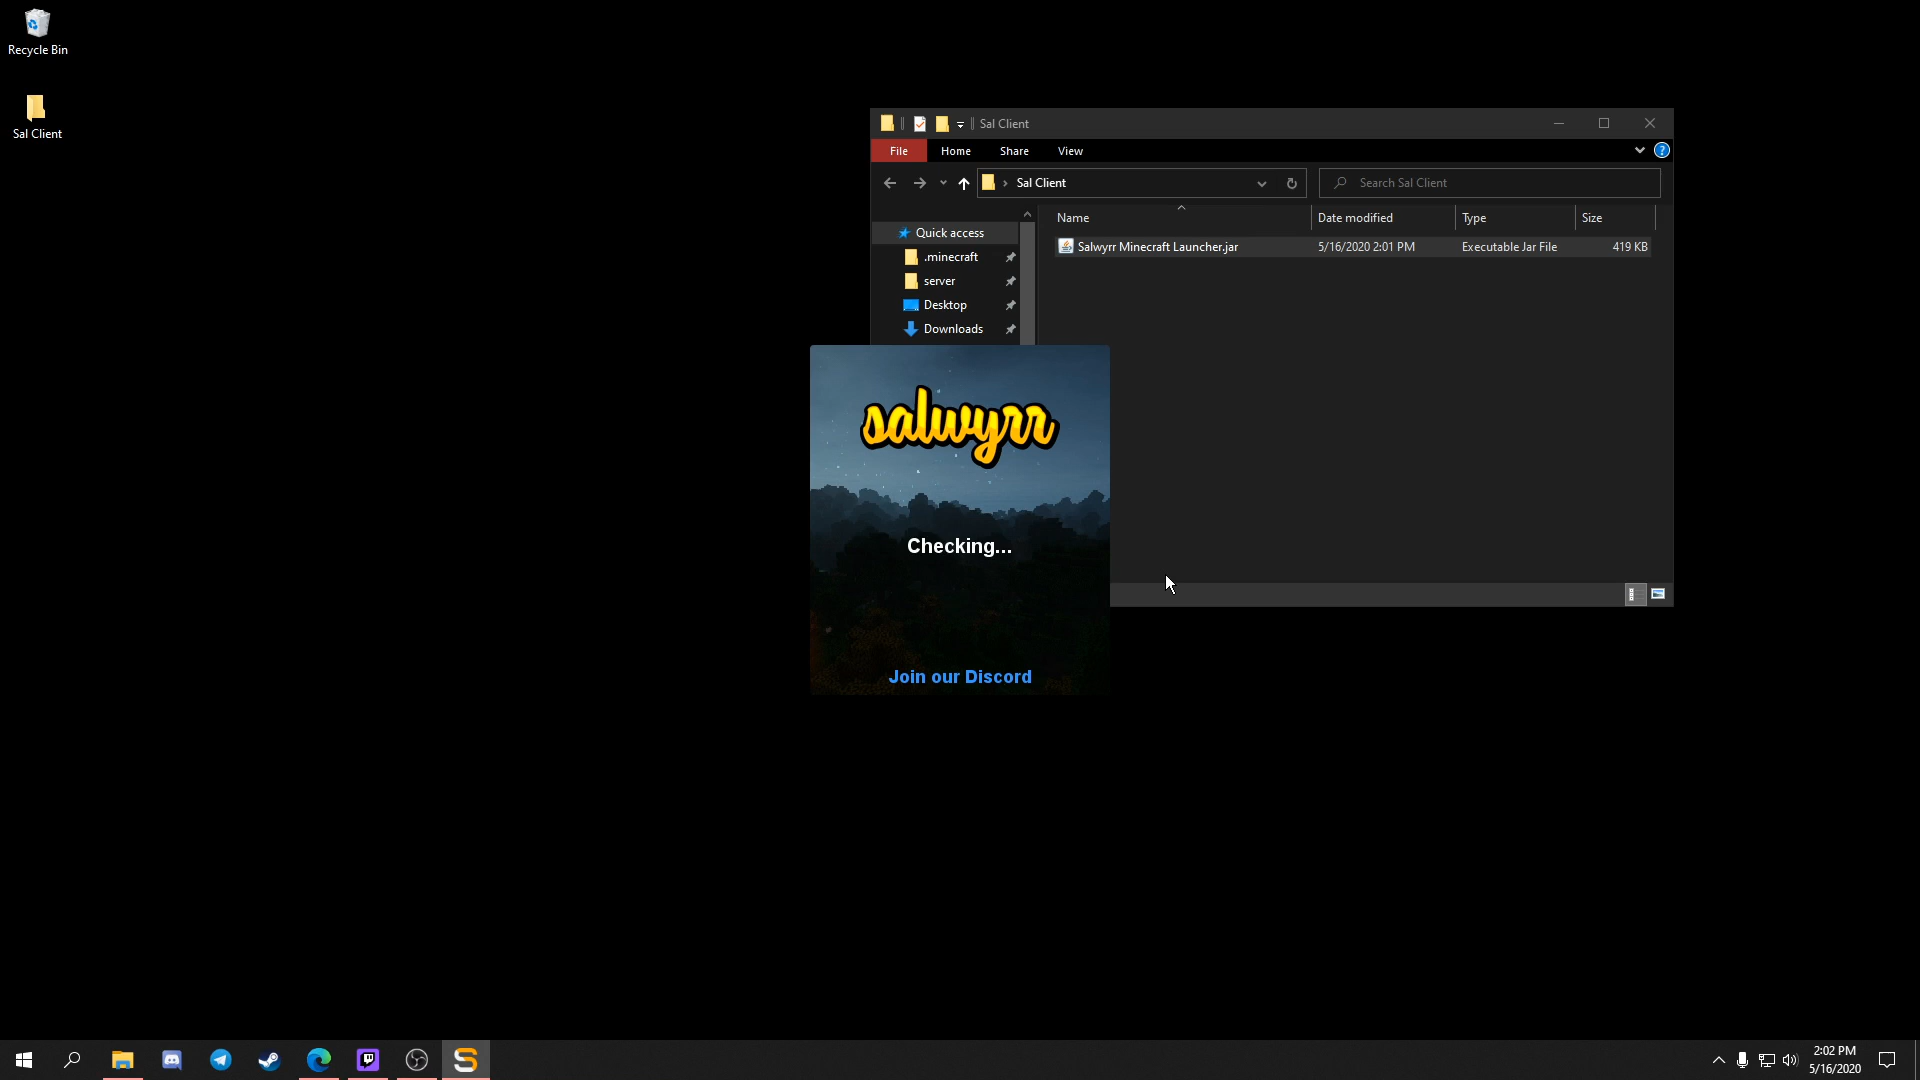 Recycle Bin
Sal Client
Sal Client
File Home Share View
Sal Client
Search Sal Client
Name Date modified Type Size
Quick access
Salwyrr Minecraft Launcher.jar 5/16/2020 2:01 PM Executable Jar File 419 KB
.minecraft
server
Desktop
Downloads
salwyrr
Checking...
Join our Discord
2:02 PM
5/16/2020